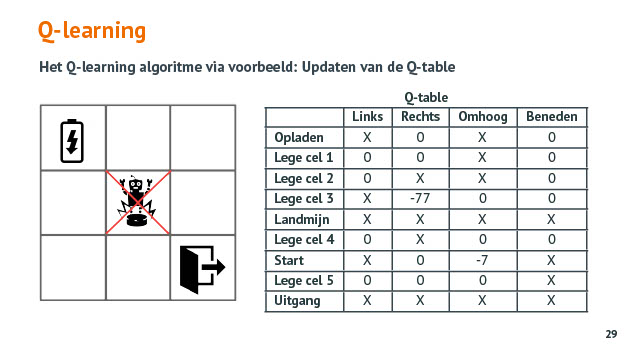 Q-learning
Het Q-learning algoritme via voorbeeld: Updaten van de Q-table
Q-table
Links Rechts Omhoog Beneden
Opladen X 0 X 0
Lege cel 1 0 0 X 0
Lege cel 2 0 X X 0
Lege cel 3 X -77 0 0
Landmijn X X X X
Lege cel 4 0 X 0 0
Start X 0 -7 X
Lege cel 5 0 0 0 X
Uitgang X X X X
29